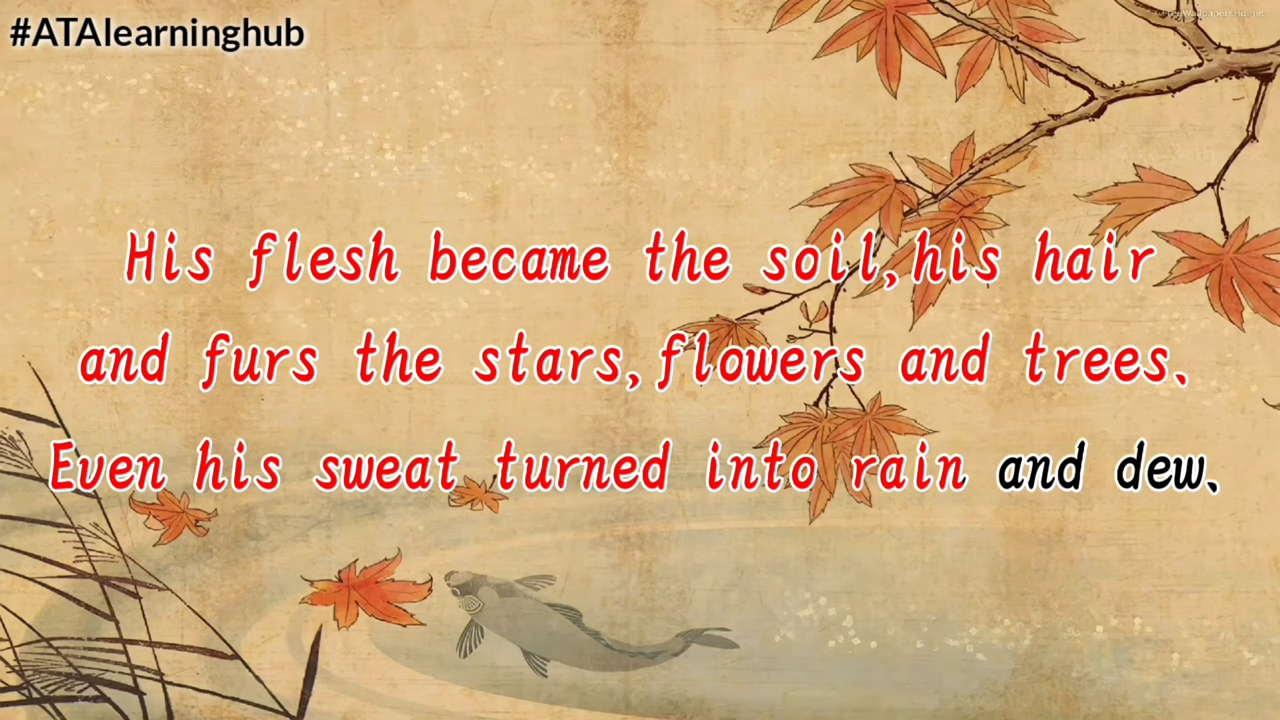 #ATAlearninghub
His flesh became the soil,his hair
and furs the stars,flowers and trees.
Even his sweat turned into rain and dew.